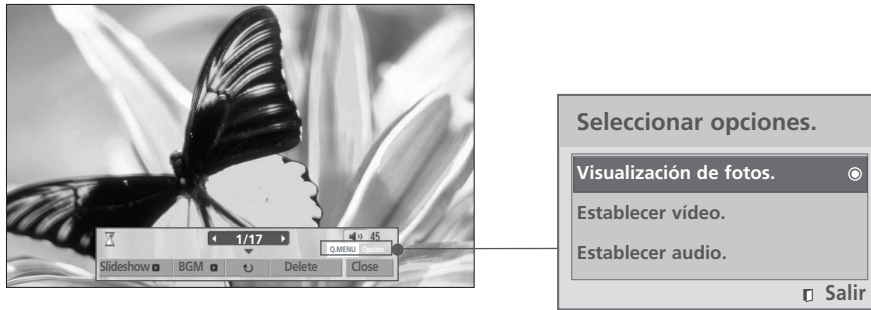 1/17
45
Q.MENU Opción
Slideshow BGM Delete Close
Seleccionar opciones.
Visualización de fotos.
Establecer vídeo.
Establecer audio.
Salir